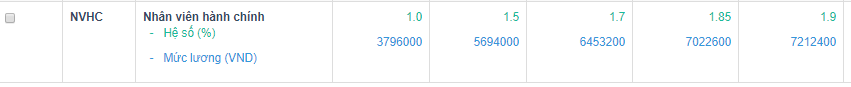 NVHC Nhân viên hành chính 1.0 1.5 1.7 1.85 1.9
- Hệ số (%)
3796000 5694000 6453200 7022600 7212400
- Mức lương (VND)